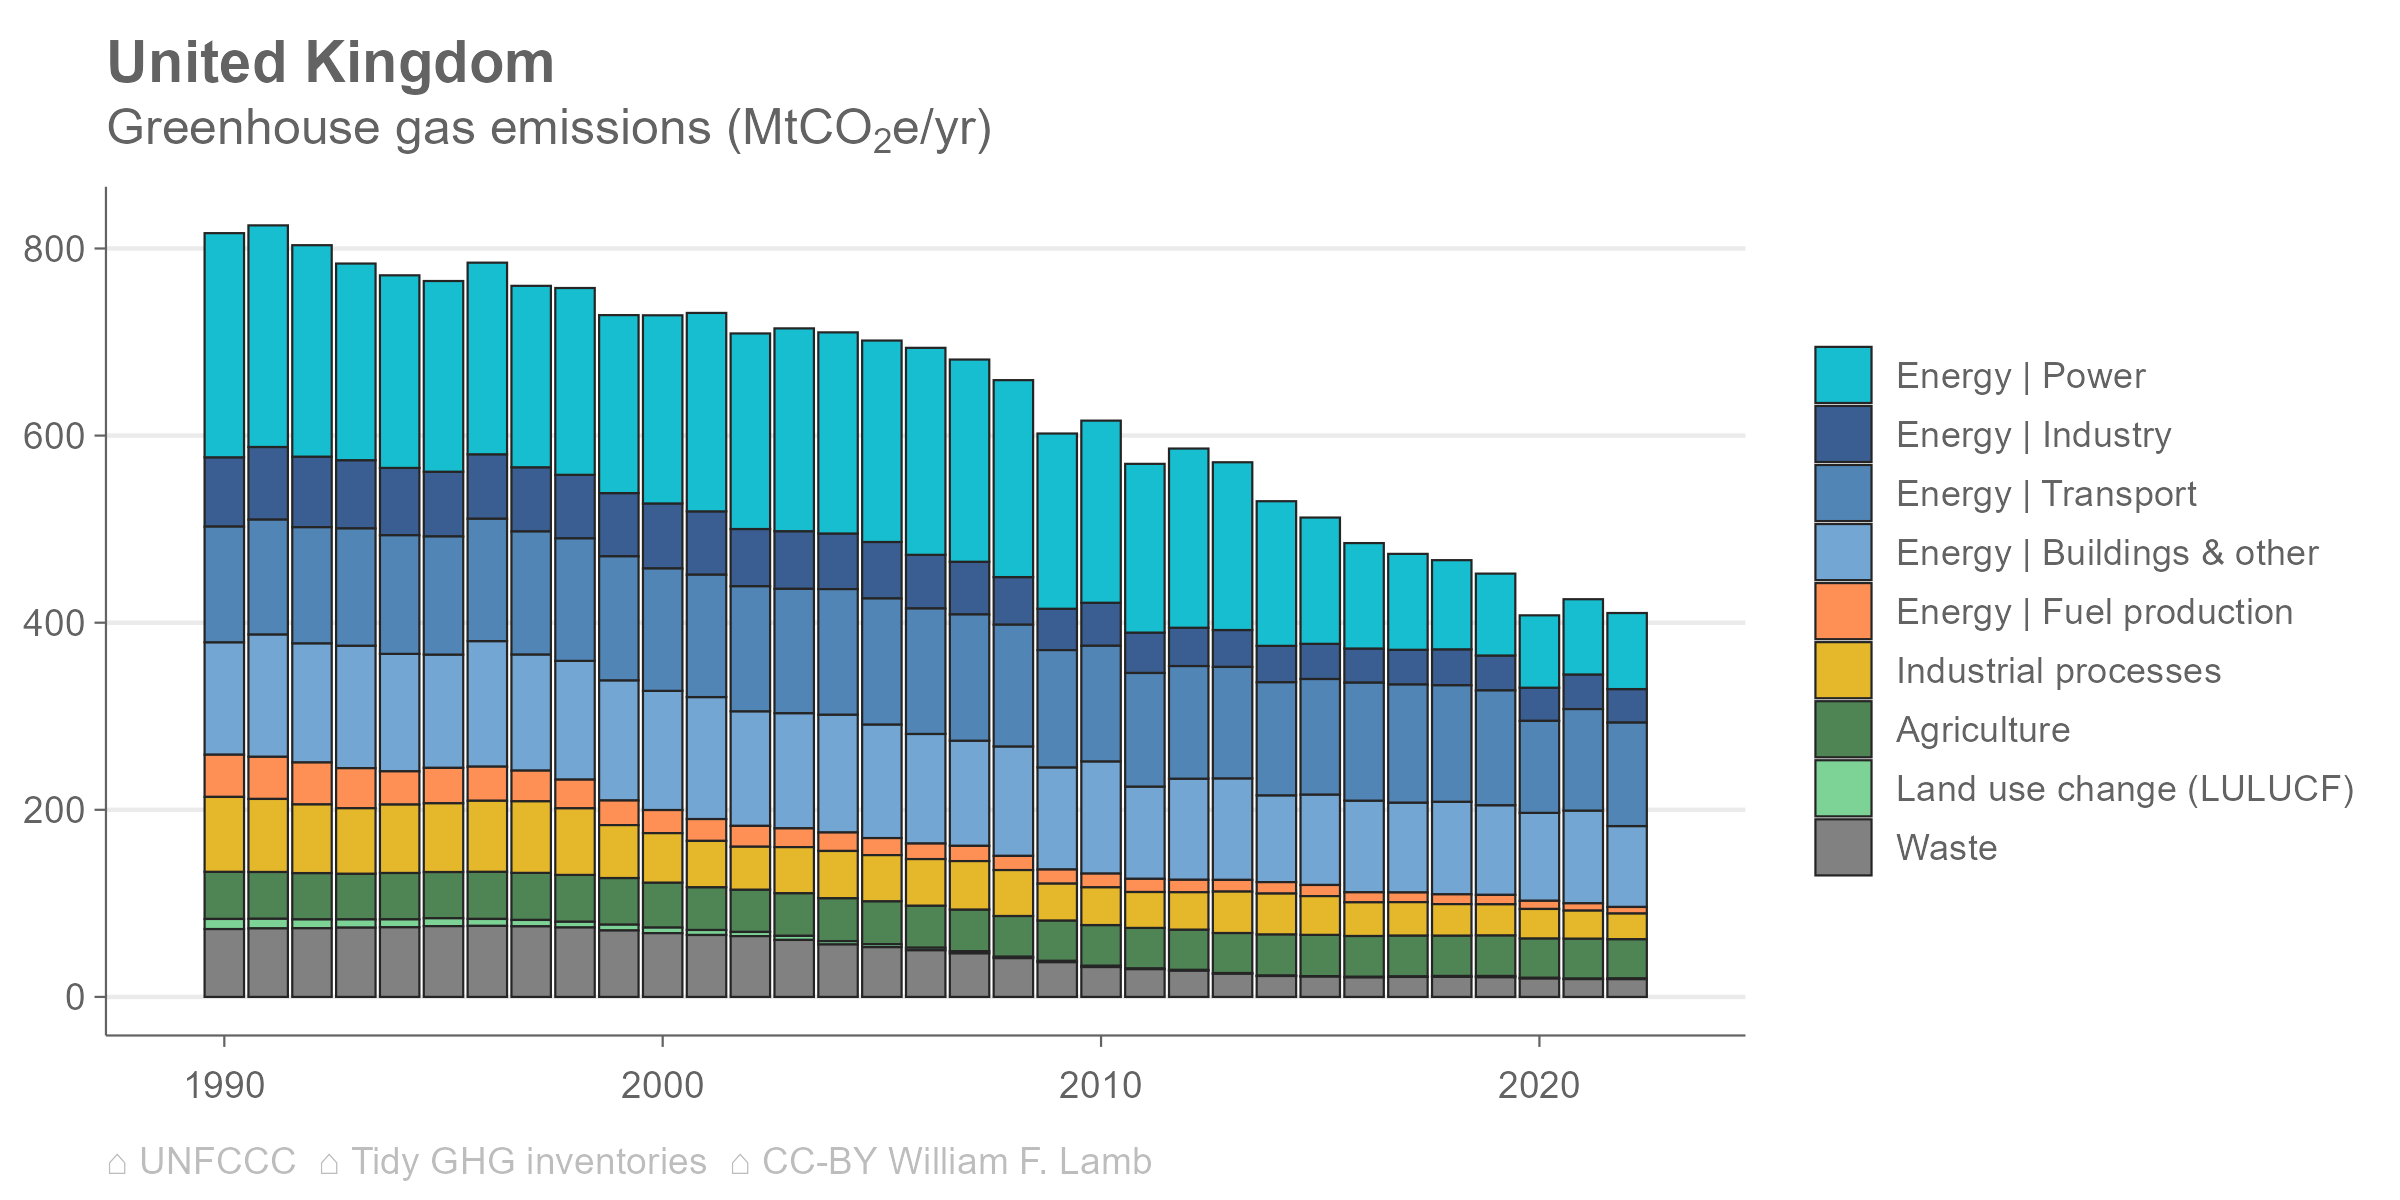 United Kingdom
Greenhouse gas emissions (MtCO₂e/yr)
800
600
400
200
0
1990 2000 2010 2020
Energy | Power
Energy | Industry
Energy | Transport
Energy | Buildings & other
Energy | Fuel production
Industrial processes
Agriculture
Land use change (LULUCF)
Waste
⌂ UNFCCC ⌂ Tidy GHG inventories ⌂ CC-BY William F. Lamb